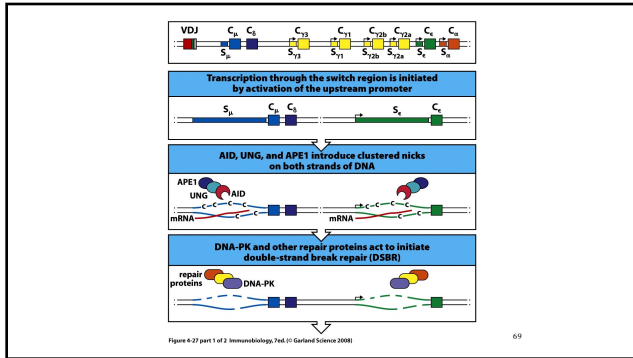 VDJ Cμ Cδ Cγ3 Cγ1 Cγ2b Cγ2a Cε Cα
Sμ Sγ3 Sγ1 Sγ2b Sγ2a Sε Sα
Transcription through the switch region is initiated
by activation of the upstream promoter
Sμ Cμ Cδ Sε Cε
AID, UNG, and APE1 introduce clustered nicks
on both strands of DNA
APE1
UNG AID
C C C C C C C C
mRNA C C mRNA C C
DNA-PK and other repair proteins act to initiate
double-strand break repair (DSBR)
repair
proteins DNA-PK
Figure 4-27 part 1 of 2 Immunobiology, 7ed. (© Garland Science 2008)
69